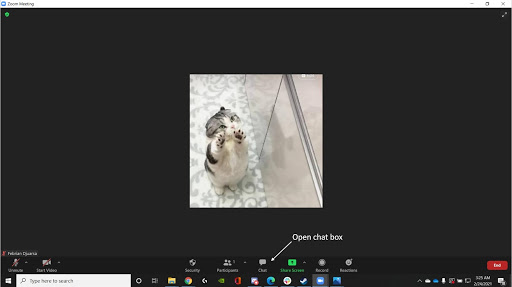 Zoom Meeting
Open chat box
Febrian Djuarsa
Unmute
Start Video
Security
Participants
Chat
Share Screen
Record
Reactions
End
Type here to search
3:25 AM
2/24/2021